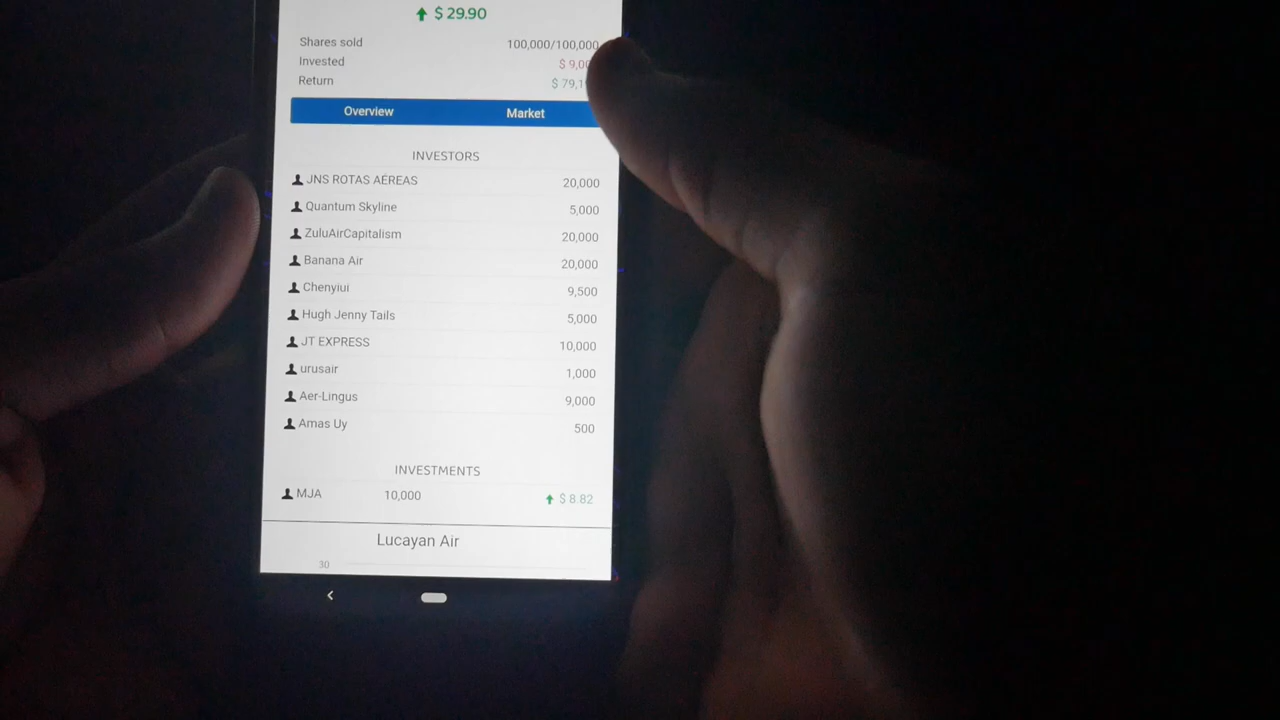 $ 29.90
Shares sold 100,000/100,000
Invested
Return
Overview Market
INVESTORS
JNS ROTAS AÉREAS 20,000
Quantum Skyline 5,000
ZuluAirCapitalism 20,000
Banana Air 20,000
Chenyiui 9,500
Hugh Jenny Tails 5,000
JT EXPRESS 10,000
urusair 1,000
Aer-Lingus 9,000
Amas Uy 500
INVESTMENTS
MJA 10,000 $ 8.82
Lucayan Air
30